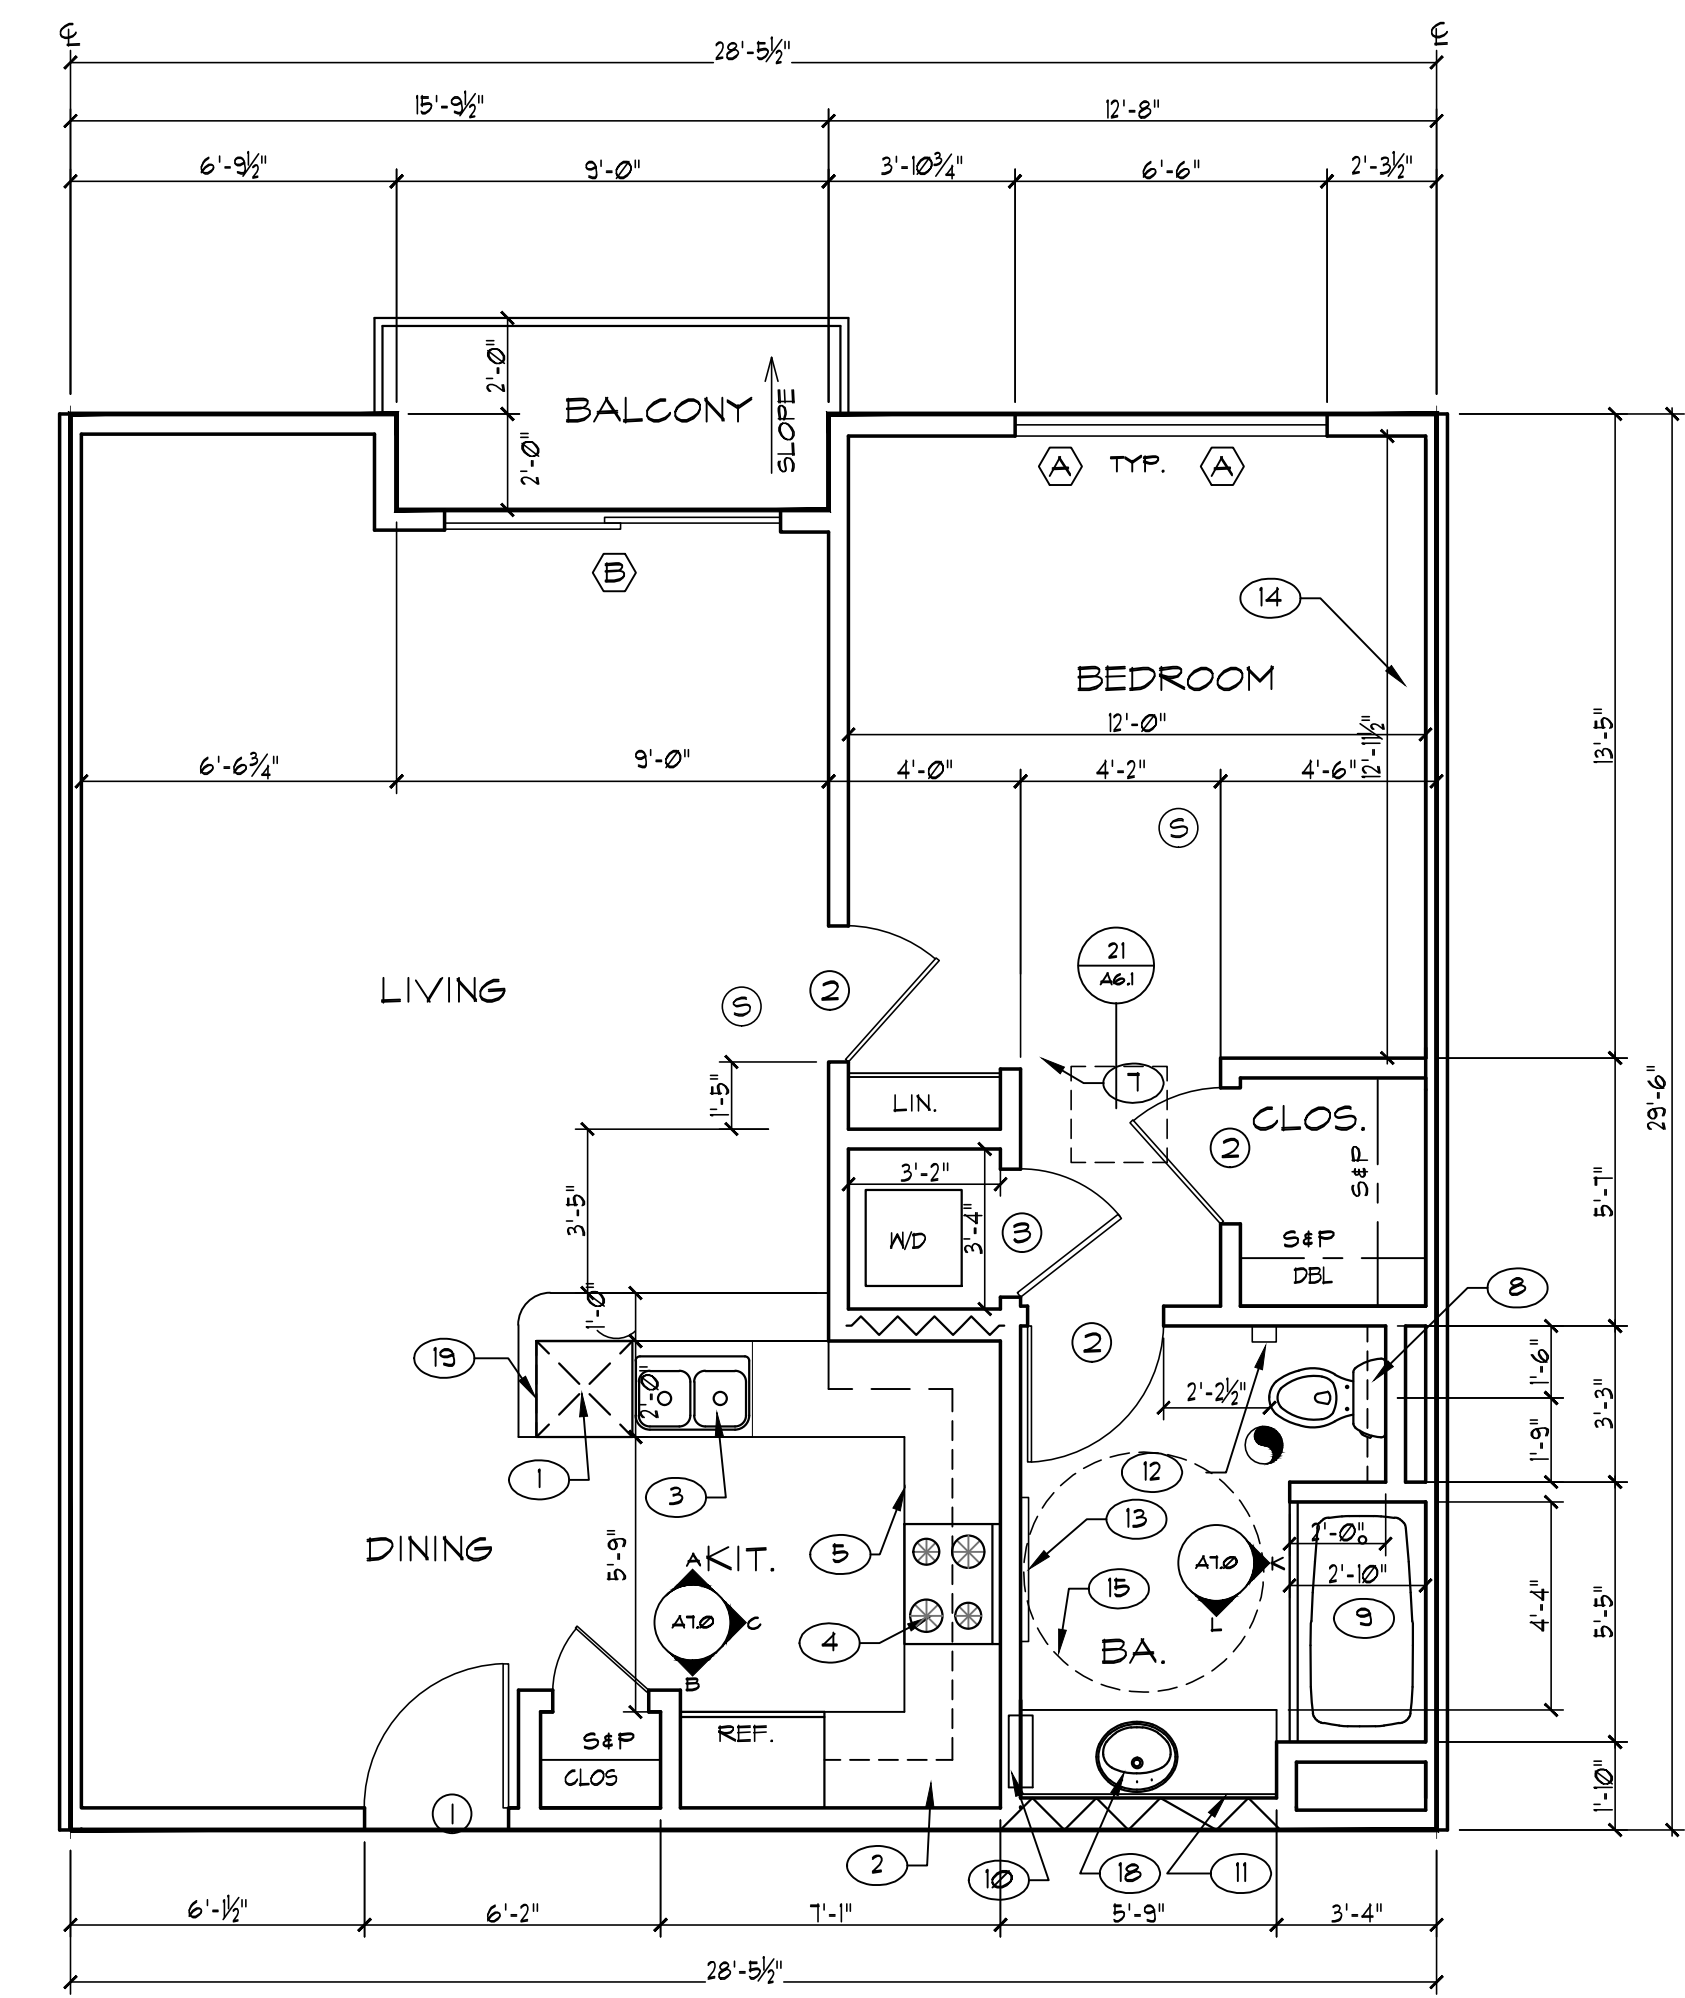 ℄ ℄
28'-5½"
15'-9½" 12'-8"
6'-9½" 9'-0" 3'-10¾" 6'-6" 2'-3½"
2'-0"
BALCONY
SLOPE
2'-0"
A TYP. A
B
14
BEDROOM
12'-0"
12'-11½"
13'-5"
6'-6¾" 9'-0" 4'-0" 4'-2" 4'-6"
S
21
A6.1
LIVING
S
2
29'-6"
1'-5"
LIN.
7
CLOS.
2
S&P
3'-5"
3'-2"
3'-4"
W/D
3
S&P
DBL
5'-7"
8
1'-0"
19
2
1'-6"
2'-0"
2'-2½"
3'-3"
1'-9"
1
3
12
13
DINING
5'-9"
A
KIT.
A7.0
C
B
5
4
15
A7.0
K
L
2'-0"
2'-10"
9
4'-4"
5'-5"
BA.
S&P
CLOS
REF.
1
1'-10"
2 10 18 11
6'-1½" 6'-2" 7'-1" 5'-9" 3'-4"
28'-5½"